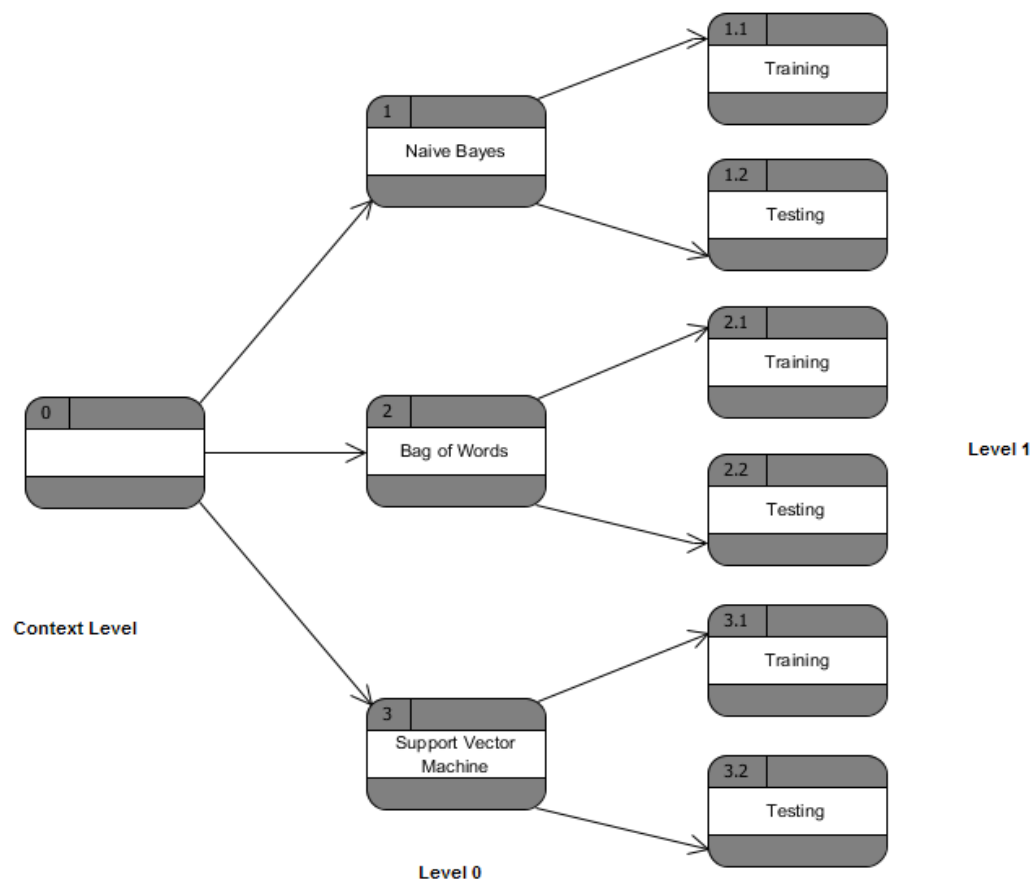 1.1
Training
1
Naive Bayes
1.2
Testing
2.1
Training
0
2
Bag of Words
Level 1
2.2
Testing
Context Level
3.1
Training
3
Support Vector
Machine
3.2
Testing
Level 0